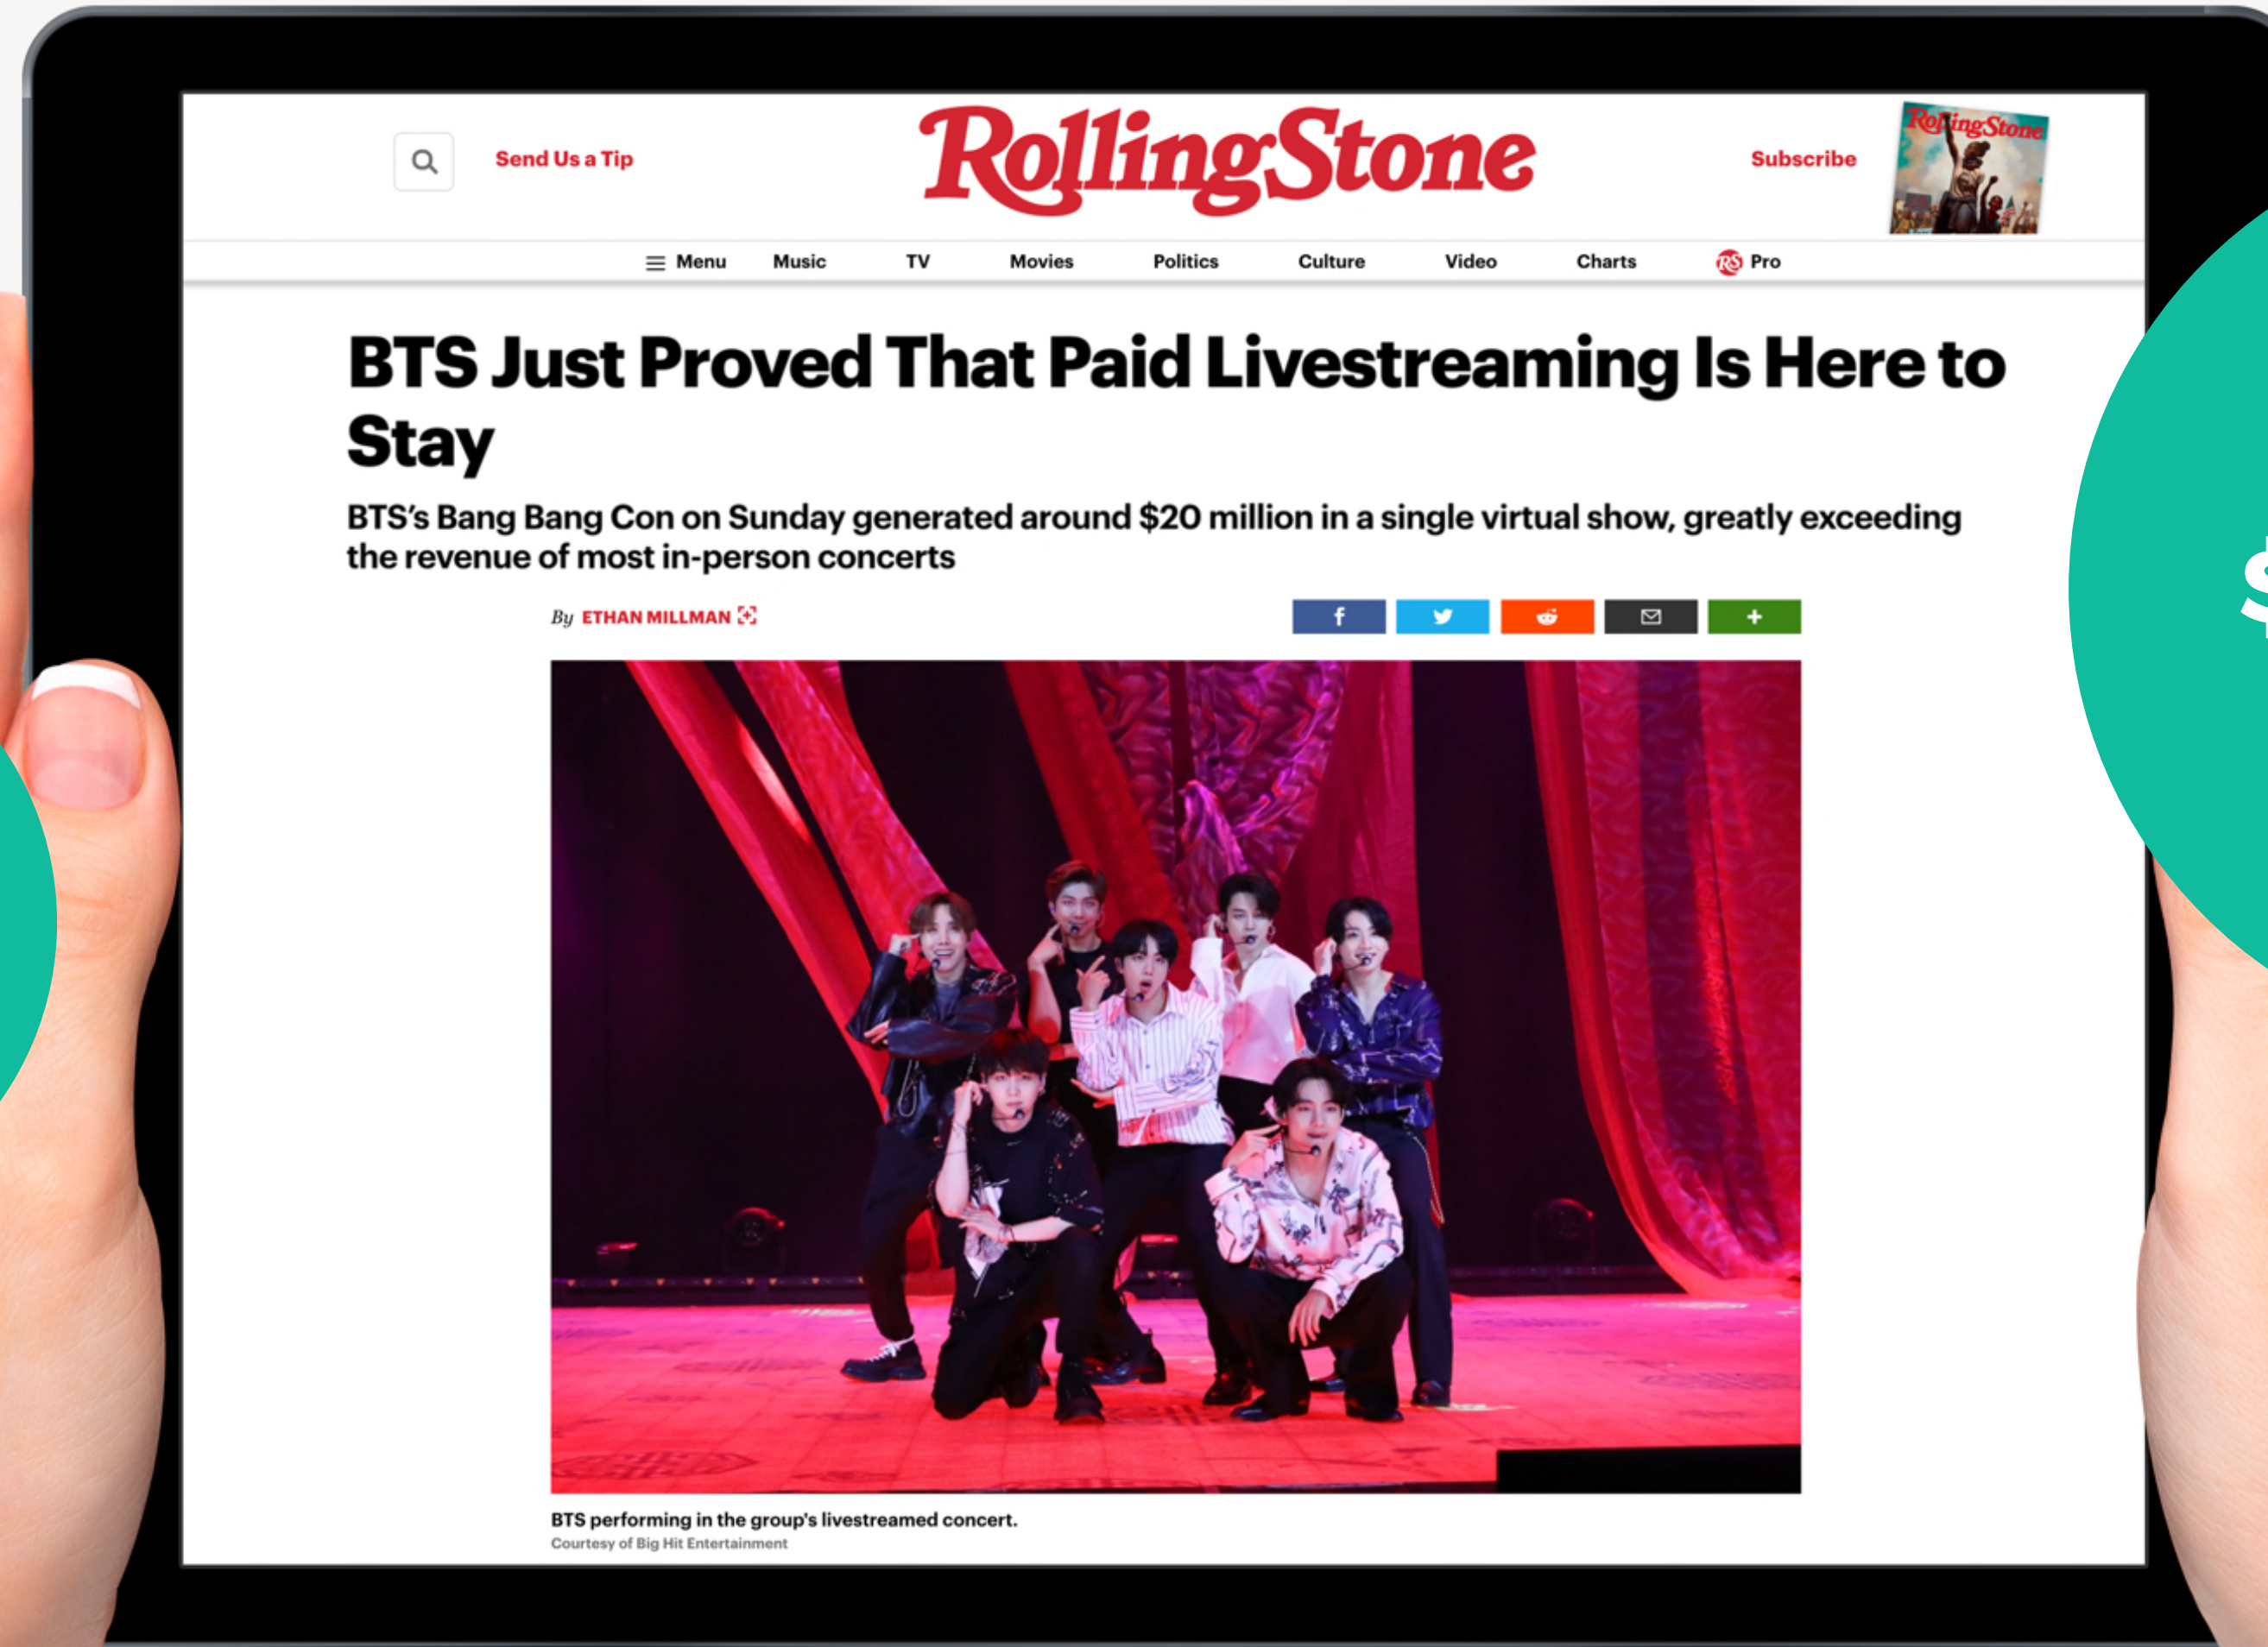 Send Us a Tip
RollingStone
Subscribe
RollingStone
Menu Music TV Movies Politics Culture Video Charts RS Pro
BTS Just Proved That Paid Livestreaming Is Here to
Stay
BTS’s Bang Bang Con on Sunday generated around $20 million in a single virtual show, greatly exceeding
the revenue of most in-person concerts
By ETHAN MILLMAN
f
BTS performing in the group's livestreamed concert.
Courtesy of Big Hit Entertainment